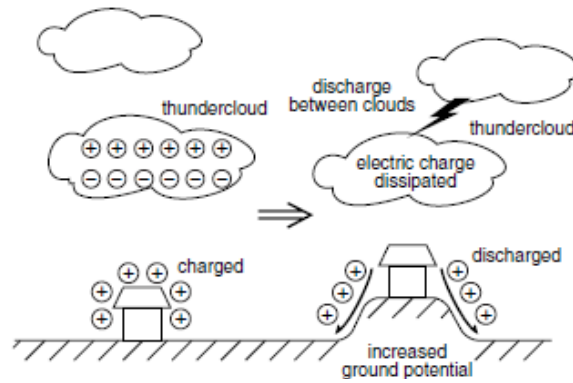 thundercloud
+ + + + + +
− − − − − −
charged
+ + + + + +
discharge
between clouds
thundercloud
electric charge
dissipated
discharged
+ + + + + +
increased
ground potential